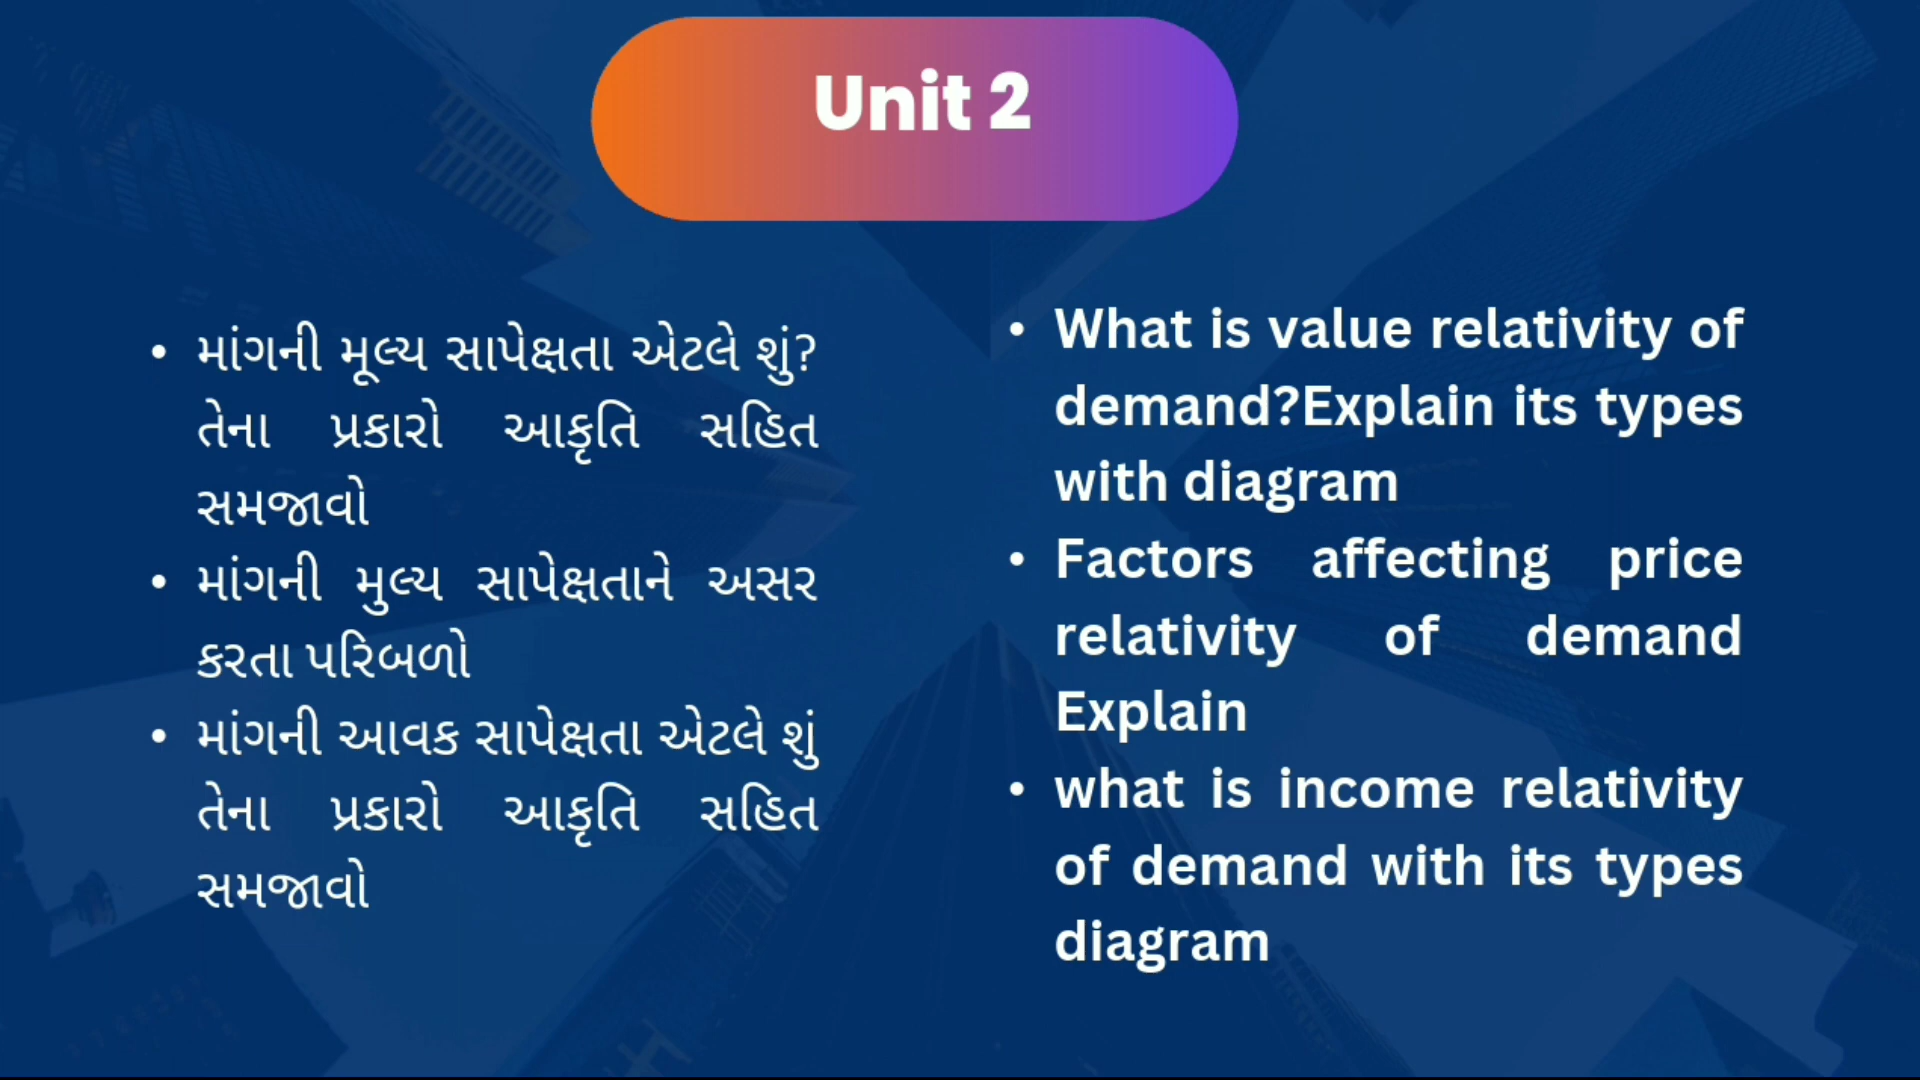 Unit 2
માંગની મૂલ્ય સાપેક્ષતા એટલે શું?
તેના પ્રકારો આકૃતિ સહિત
સમજાવો
માંગની મુલ્ય સાપેક્ષતાને અસર
કરતા પરિબળો
માંગની આવક સાપેક્ષતા એટલે શું
તેના પ્રકારો આકૃતિ સહિત
સમજાવો
What is value relativity of
demand?Explain its types
with diagram
Factors affecting price
relativity of demand
Explain
what is income relativity
of demand with its types
diagram